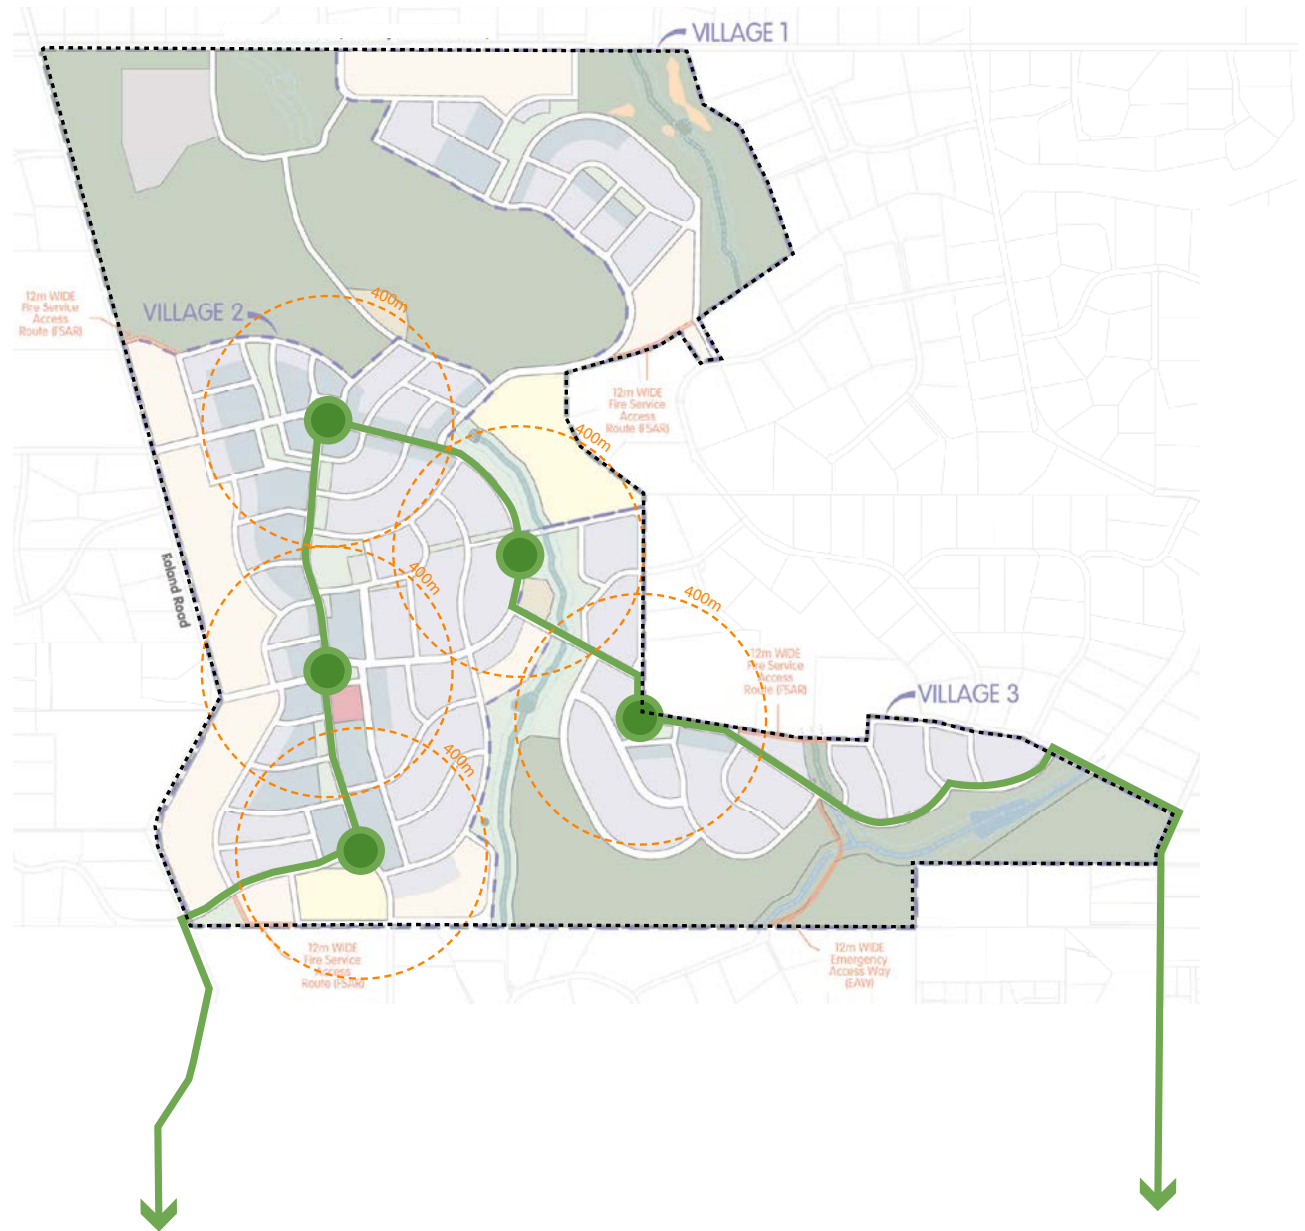 VILLAGE 1
12m WIDE
Fire Service
Access
Route (FSAR)
VILLAGE 2
400m
12m WIDE
Fire Service
Access
Route (FSAR)
400m
Roland Road
400m
400m
12m WIDE
Fire Service
Access
Route (FSAR)
VILLAGE 3
400m
12m WIDE
Fire Service
Access
Route (FSAR)
12m WIDE
Emergency
Access Way
(EAW)